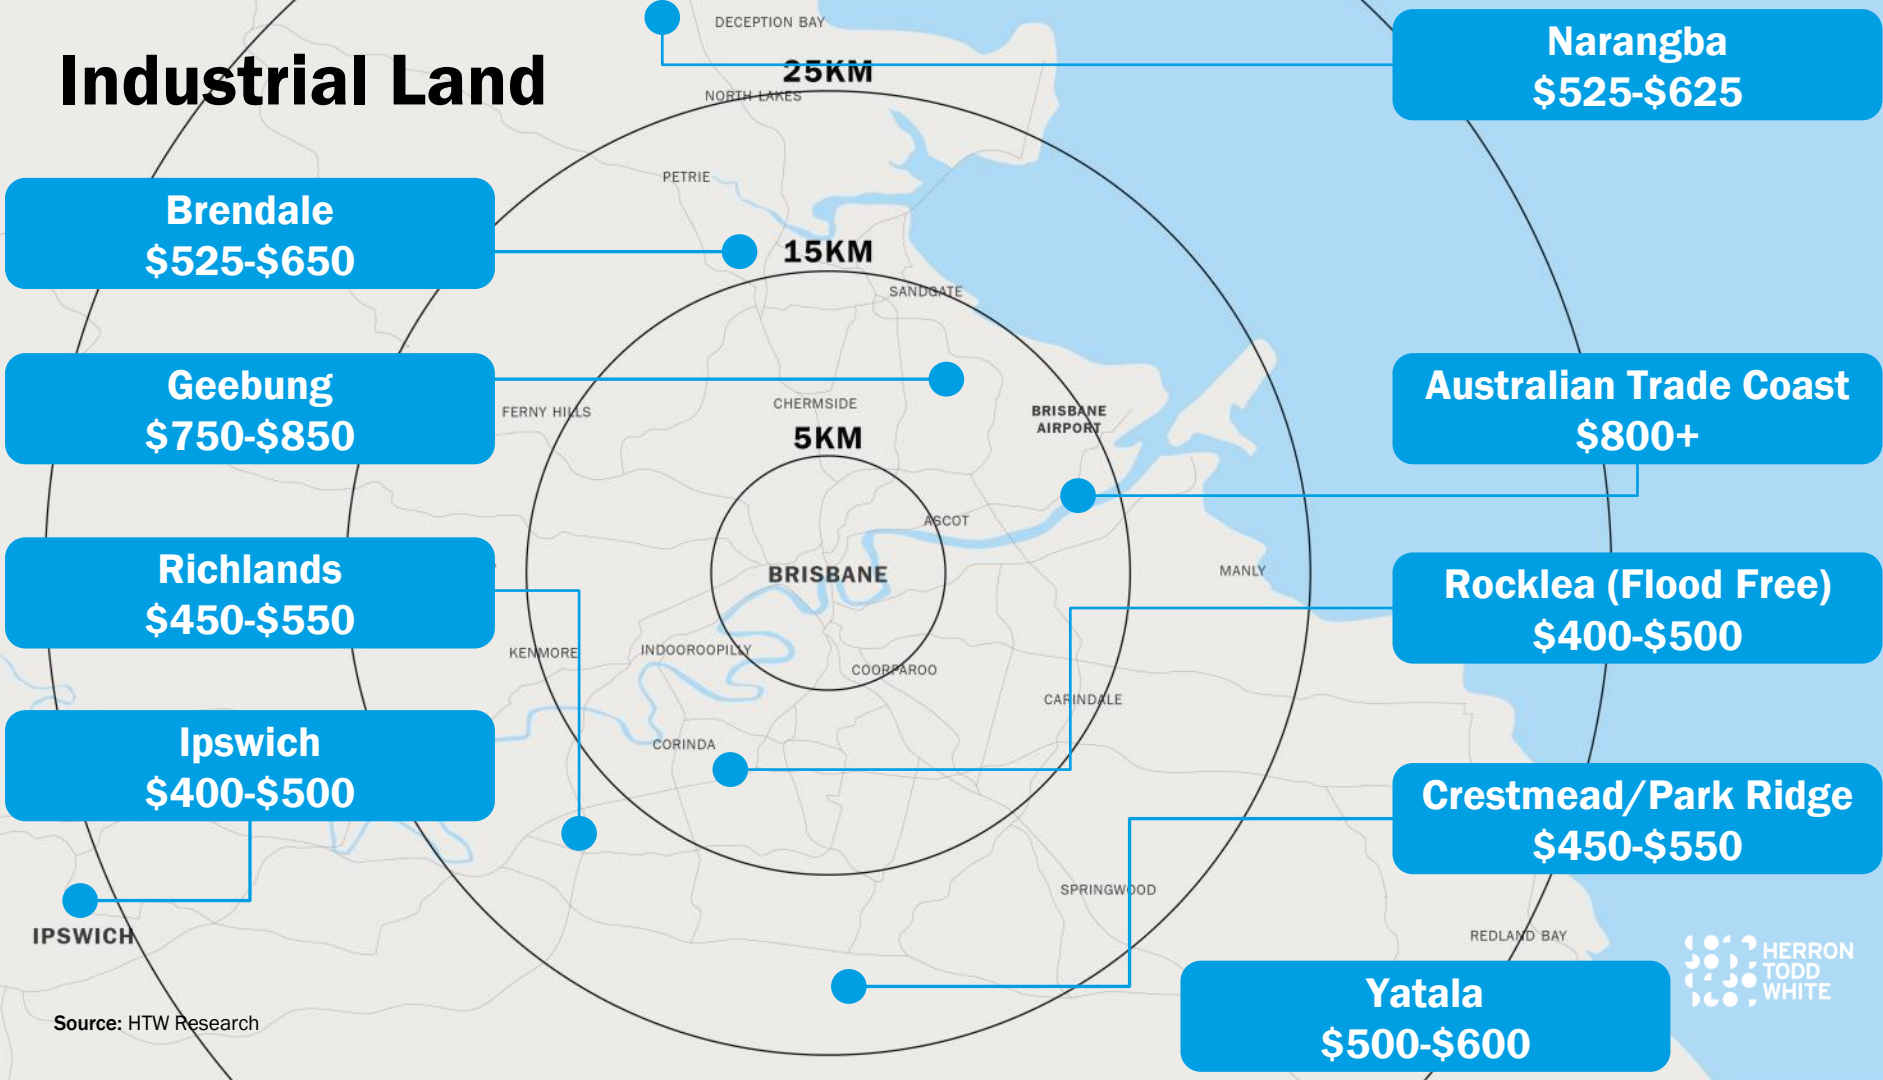 Industrial Land
DECEPTION BAY
Narangba
$525-$625
25KM
NORTH LAKES
PETRIE
Brendale
$525-$650
15KM
SANDGATE
Geebung
$750-$850
FERNY HILLS
CHERMSIDE
5KM
BRISBANE
AIRPORT
Australian Trade Coast
$800+
ASCOT
BRISBANE
MANLY
Richlands
$450-$550
Rocklea (Flood Free)
$400-$500
KENMORE
INDOOROOPILLY
COORPAROO
CARINDALE
Ipswich
$400-$500
CORINDA
Crestmead/Park Ridge
$450-$550
SPRINGWOOD
IPSWICH
REDLAND BAY
HERRON
TODD
WHITE
Yatala
$500-$600
Source: HTW Research